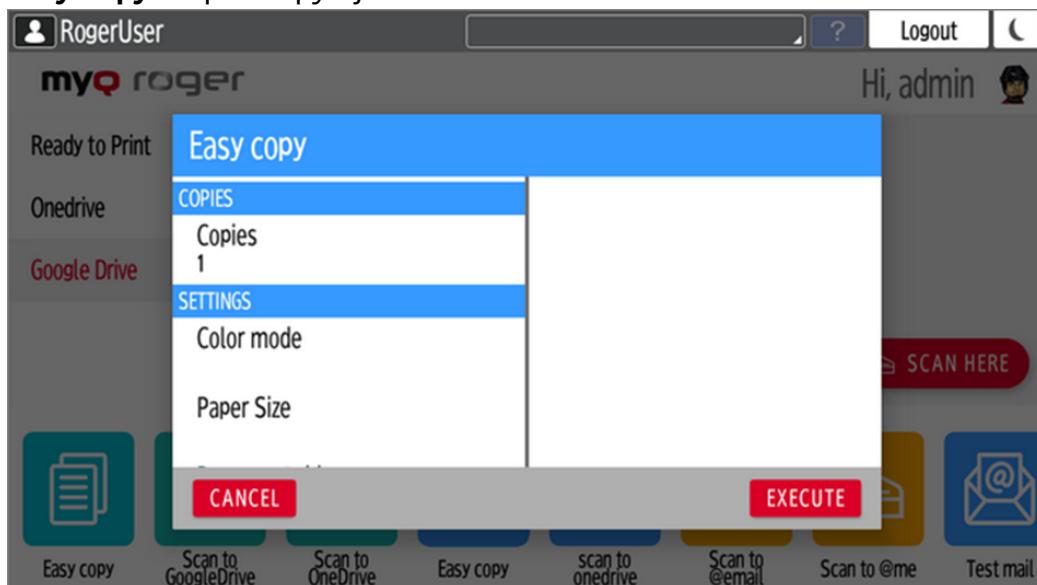 RogerUser
?
Logout
myQ roger
Hi, admin
Ready to Print
Onedrive
Google Drive
Easy copy
COPIES
Copies
1
SETTINGS
Color mode
Paper Size
SCAN HERE
CANCEL
EXECUTE
Easy copy
Scan to
GoogleDrive
Scan to
OneDrive
Easy copy
scan to
onedrive
Scan to
@email
Scan to @me
Test mail